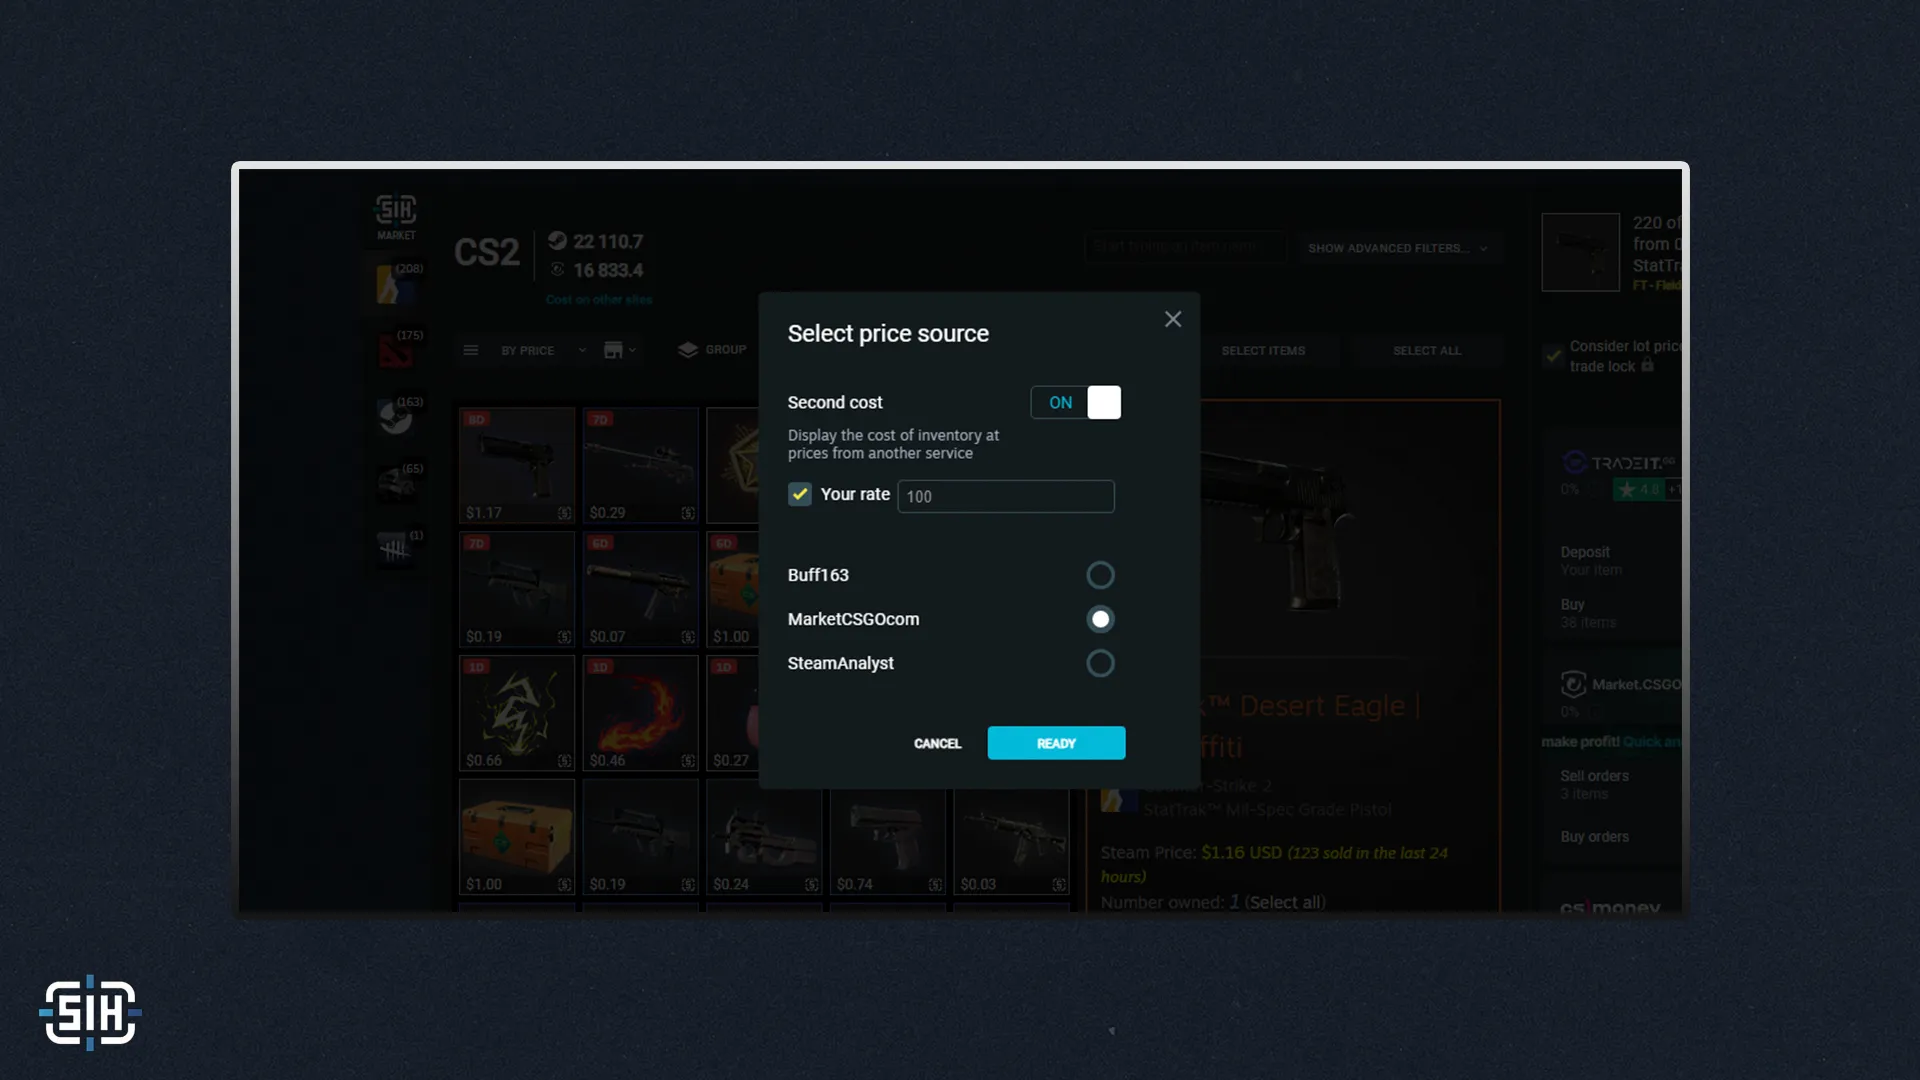 SIH
MARKET
CS2
22 110.7
16 833.4
Cost on other sites
SHOW ADVANCED FILTERS...
220 of
from 0
StatTra
FT - Field
(208)
(175)
(163)
(65)
(1)
BY PRICE
GROUP
SELECT ITEMS
SELECT ALL
Consider lot price
trade lock
Select price source
Second cost
ON
Display the cost of inventory at
prices from another service
Your rate
100
Buff163
MarketCSGOcom
SteamAnalyst
CANCEL
READY
8D
$1.17
7D
$0.29
7D
$0.19
6D
$0.07
6D
$1.00
1D
$0.66
1D
$0.46
1D
$0.27
$1.00
$0.19
$0.24
$0.74
$0.03
k™ Desert Eagle |
ffiti
Counter-Strike 2
StatTrak™ Mil-Spec Grade Pistol
Steam Price: $1.16 USD (123 sold in the last 24
hours)
Number owned: 1 (Select all)
TRADEIT.GG
0%
4.8
Deposit
Your item
Buy
38 items
Market.CSGO
0%
make profit! Quick an
Sell orders
3 items
Buy orders
cs money
SIH